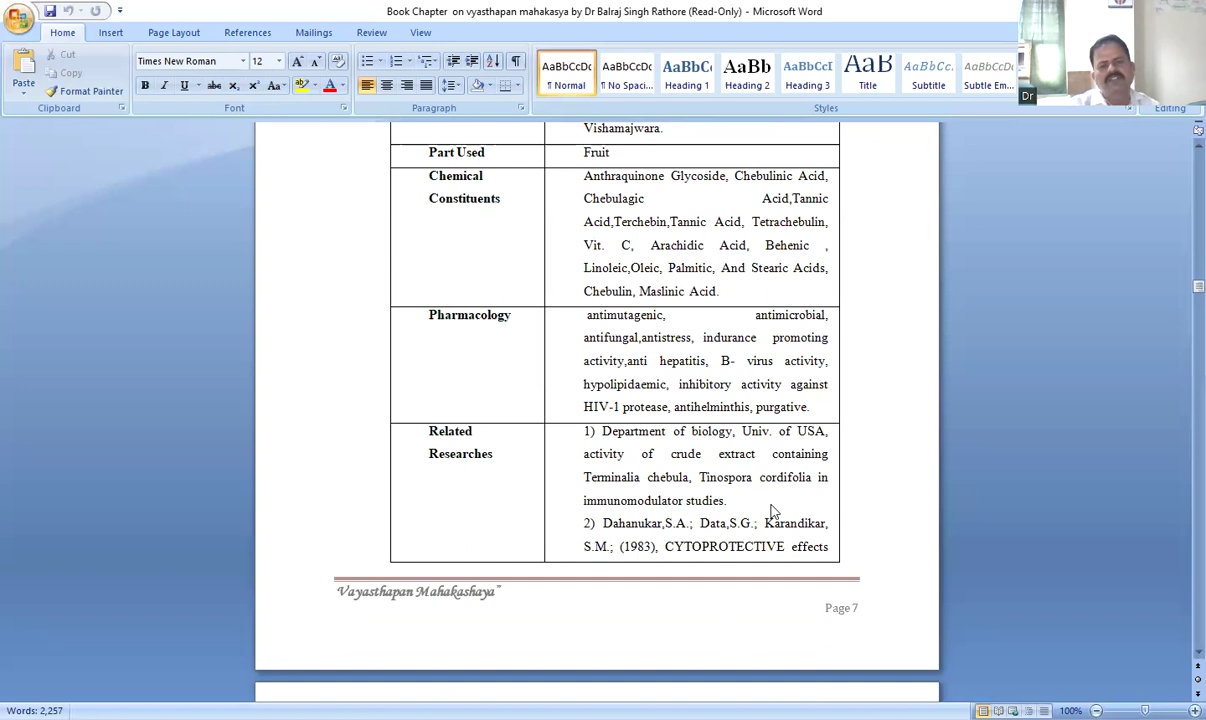 Book Chapter on vyasthapan mahakasya by Dr Balraj Singh Rathore (Read-Only) - Microsoft Word
Home Insert Page Layout References Mailings Review View
Paste
Cut
Copy
Format Painter
Clipboard
Times New Roman 12
B I U abc x₂ x² Aa A
Font
Paragraph
AaBbCcDc AaBbCcDc AaBbC AaBb AaBbCcI AaB AaBbCc. AaBbCcDc
¶ Normal ¶ No Spaci... Heading 1 Heading 2 Heading 3 Title Subtitle Subtle Em...
Styles
Editing
Dr
Vishamajwara.
Part Used Fruit
Chemical Anthraquinone Glycoside, Chebulinic Acid,
Constituents Chebulagic Acid,Tannic
Acid,Terchebin,Tannic Acid, Tetrachebulin,
Vit. C, Arachidic Acid, Behenic ,
Linoleic,Oleic, Palmitic, And Stearic Acids,
Chebulin, Maslinic Acid.
Pharmacology antimutagenic, antimicrobial,
antifungal,antistress, indurance promoting
activity,anti hepatitis, B- virus activity,
hypolipidaemic, inhibitory activity against
HIV-1 protease, antihelminthis, purgative.
Related 1) Department of biology, Univ. of USA,
Researches activity of crude extract containing
Terminalia chebula, Tinospora cordifolia in
immunomodulator studies.
2) Dahanukar,S.A.; Data,S.G.; Karandikar,
S.M.; (1983), CYTOPROTECTIVE effects
Vayasthapan Mahakashaya"
Page 7
Words: 2,257
100%